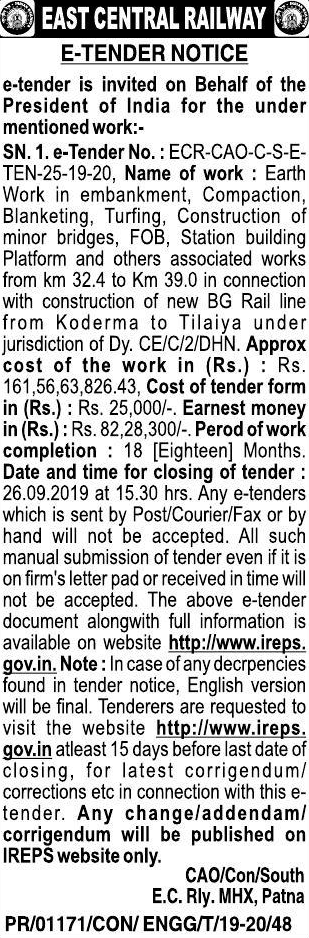 EAST CENTRAL RAILWAY
E-TENDER NOTICE
e-tender is invited on Behalf of the
President of India for the under
mentioned work:-
SN. 1. e-Tender No. : ECR-CAO-C-S-E-
TEN-25-19-20, Name of work : Earth
Work in embankment, Compaction,
Blanketing, Turfing, Construction of
minor bridges, FOB, Station building
Platform and others associated works
from km 32.4 to Km 39.0 in connection
with construction of new BG Rail line
from Koderma to Tilaiya under
jurisdiction of Dy. CE/C/2/DHN. Approx
cost of the work in (Rs.) : Rs.
161,56,63,826.43, Cost of tender form
in (Rs.) : Rs. 25,000/-. Earnest money
in (Rs.) : Rs. 82,28,300/-. Perod of work
completion : 18 [Eighteen] Months.
Date and time for closing of tender :
26.09.2019 at 15.30 hrs. Any e-tenders
which is sent by Post/Courier/Fax or by
hand will not be accepted. All such
manual submission of tender even if it is
on firm's letter pad or received in time will
not be accepted. The above e-tender
document alongwith full information is
available on website http://www.ireps.
gov.in. Note : In case of any decrpencies
found in tender notice, English version
will be final. Tenderers are requested to
visit the website http://www.ireps.
gov.in atleast 15 days before last date of
closing, for latest corrigendum/
corrections etc in connection with this e-
tender. Any change/addendam/
corrigendum will be published on
IREPS website only.
CAO/Con/South
E.C. Rly. MHX, Patna
PR/01171/CON/ ENGG/T/19-20/48